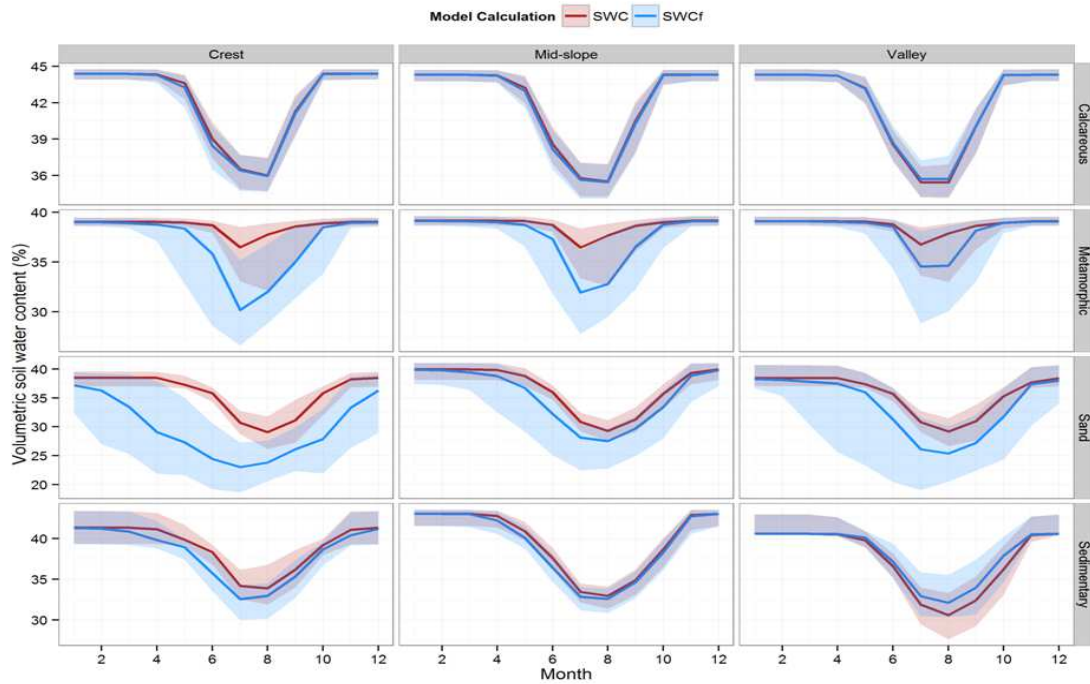 Model Calculation SWC SWCf
Crest Mid-slope Valley
45
42
39
36
Calcareous
40
35
30
Metamorphic
40
35
30
25
20
Sand
40
35
30
Sedimentary
Volumetric soil water content (%)
2 4 6 8 10 12 2 4 6 8 10 12 2 4 6 8 10 12
Month